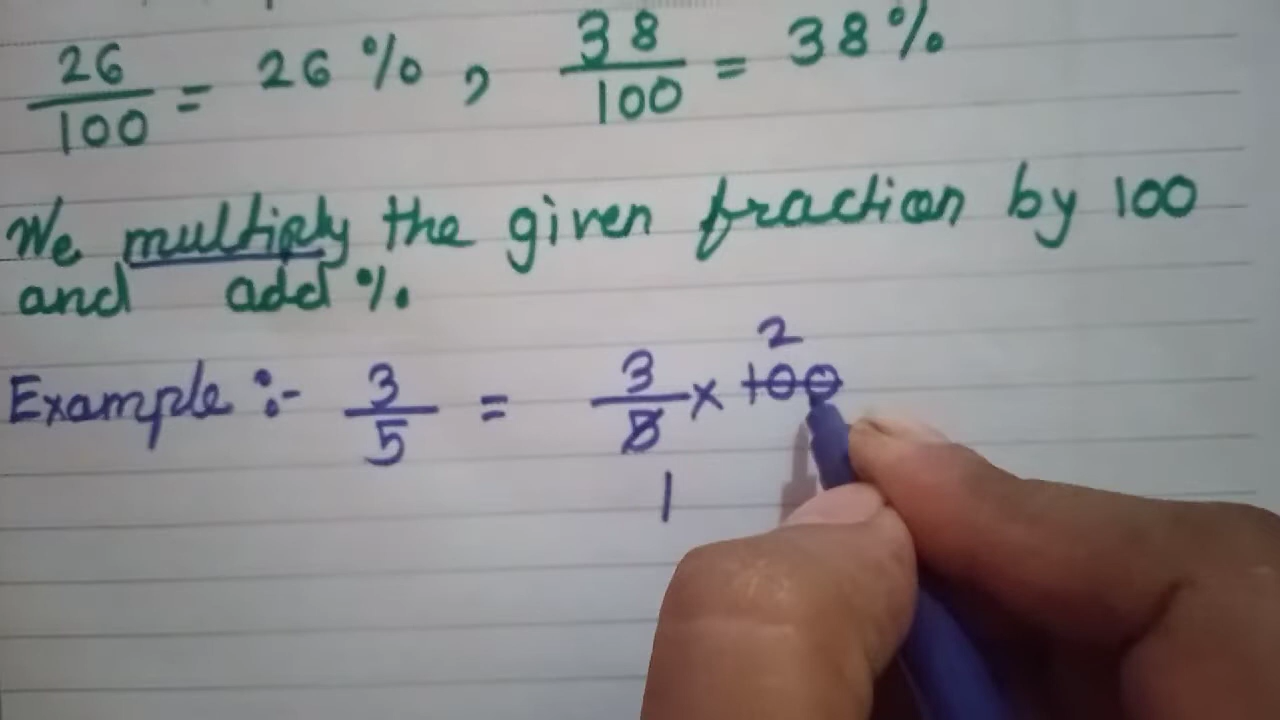 26/100 = 26 % , 38/100 = 38%
We multiply the given fraction by 100
and add %.
2
Example :- 3/5 = 3/5 × 100
1